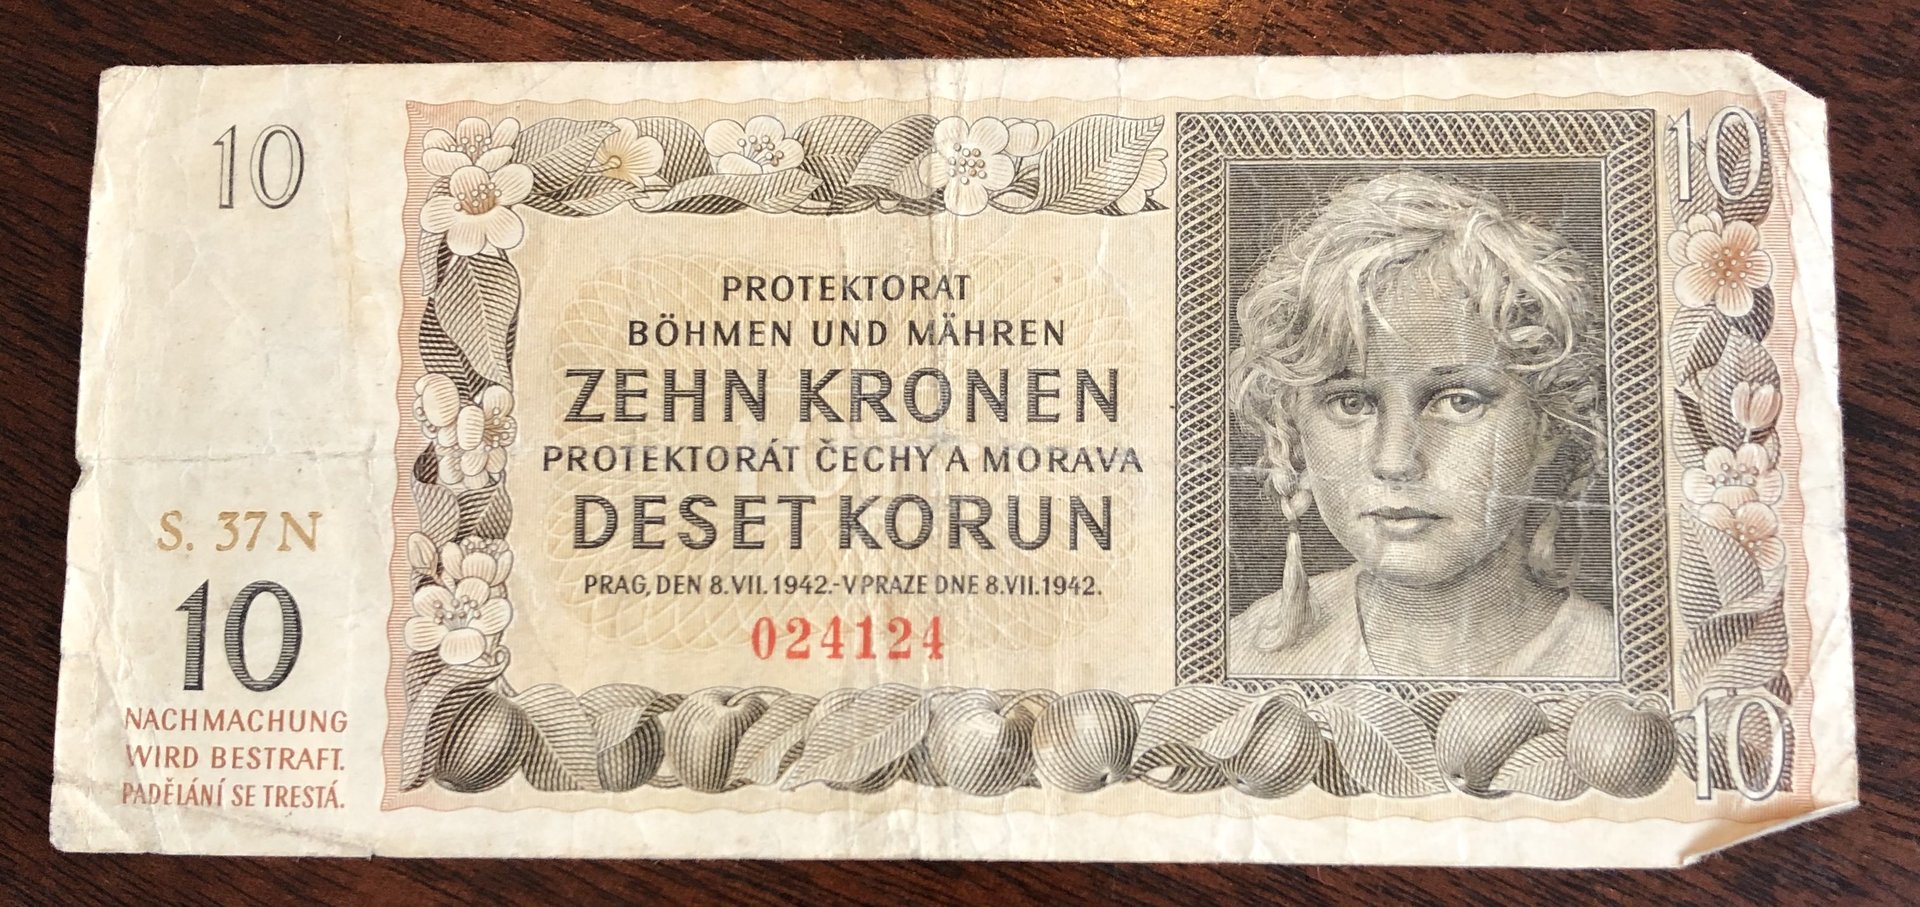 10
10
PROTEKTORAT
BÖHMEN UND MÄHREN
ZEHN KRONEN
PROTEKTORÁT ČECHY A MORAVA
DESET KORUN
PRAG, DEN 8.VII.1942.-V PRAZE DNE 8.VII.1942.
024124
S. 37 N
10
NACHMACHUNG
WIRD BESTRAFT.
PADĚLÁNÍ SE TRESTÁ.
10